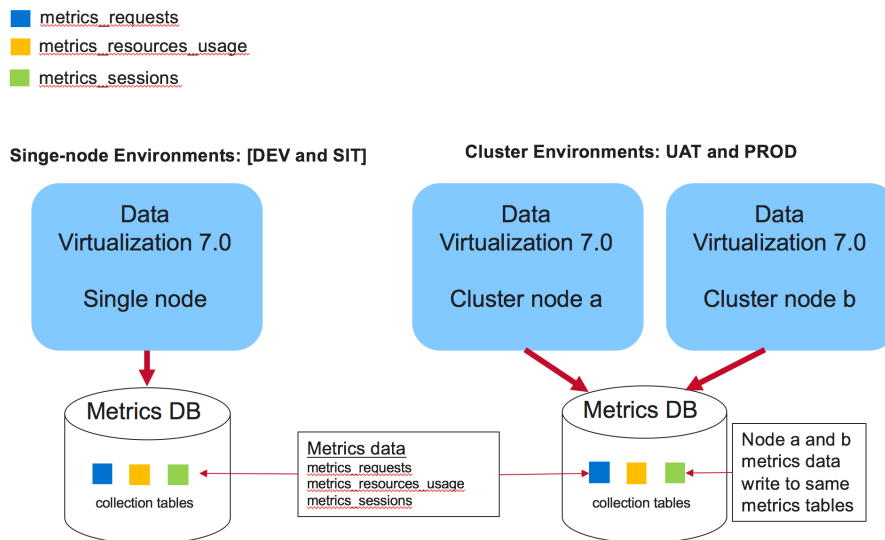 metrics_requests
metrics_resources_usage
metrics_sessions
Singe-node Environments: [DEV and SIT]
Cluster Environments: UAT and PROD
Data
Virtualization 7.0
Single node
Data
Virtualization 7.0
Cluster node a
Data
Virtualization 7.0
Cluster node b
Metrics DB
collection tables
Metrics data
metrics_requests
metrics_resources_usage
metrics_sessions
Metrics DB
collection tables
Node a and b
metrics data
write to same
metrics tables